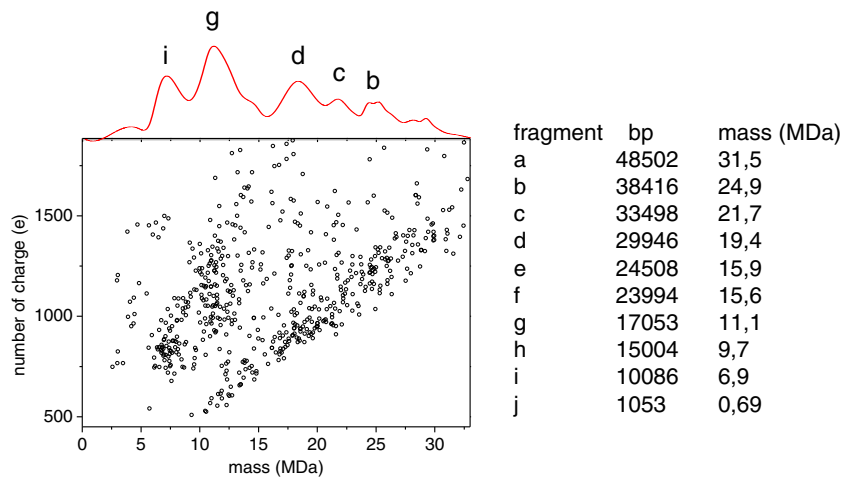 g
i
d
c
b
number of charge (e)
1500
1000
500
0 5 10 15 20 25 30
mass (MDa)
fragment bp mass (MDa)
a 48502 31,5
b 38416 24,9
c 33498 21,7
d 29946 19,4
e 24508 15,9
f 23994 15,6
g 17053 11,1
h 15004 9,7
i 10086 6,9
j 1053 0,69